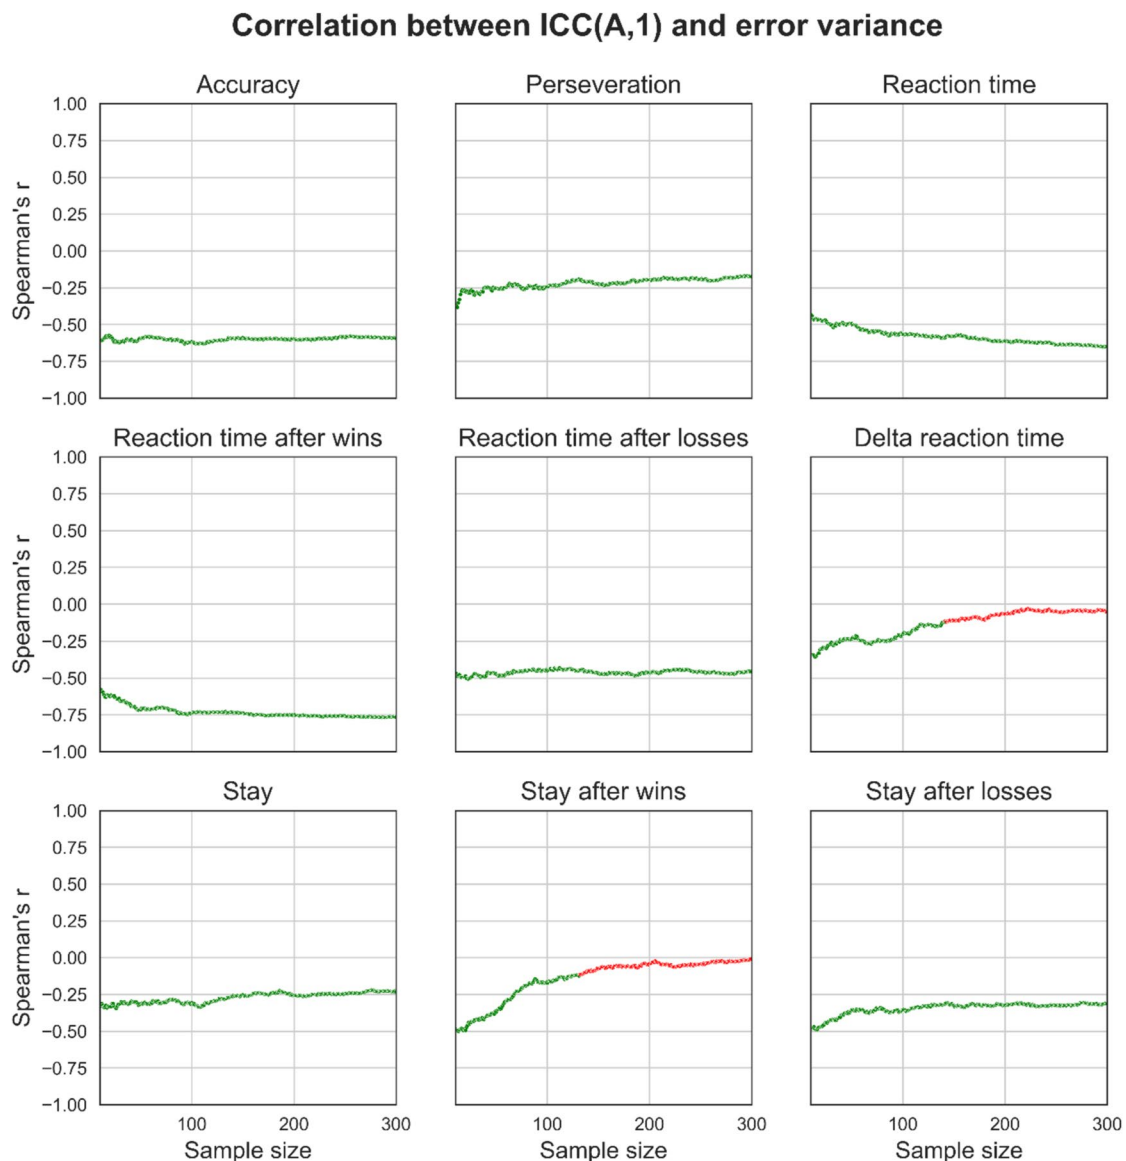 Correlation between ICC(A,1) and error variance
Accuracy
Perseveration
Reaction time
1.00
0.75
0.50
0.25
0.00
−0.25
−0.50
−0.75
−1.00
Spearman's r
Reaction time after wins
Reaction time after losses
Delta reaction time
1.00
0.75
0.50
0.25
0.00
−0.25
−0.50
−0.75
−1.00
Spearman's r
Stay
Stay after wins
Stay after losses
1.00
0.75
0.50
0.25
0.00
−0.25
−0.50
−0.75
−1.00
Spearman's r
100 200 300
100 200 300
100 200 300
Sample size
Sample size
Sample size